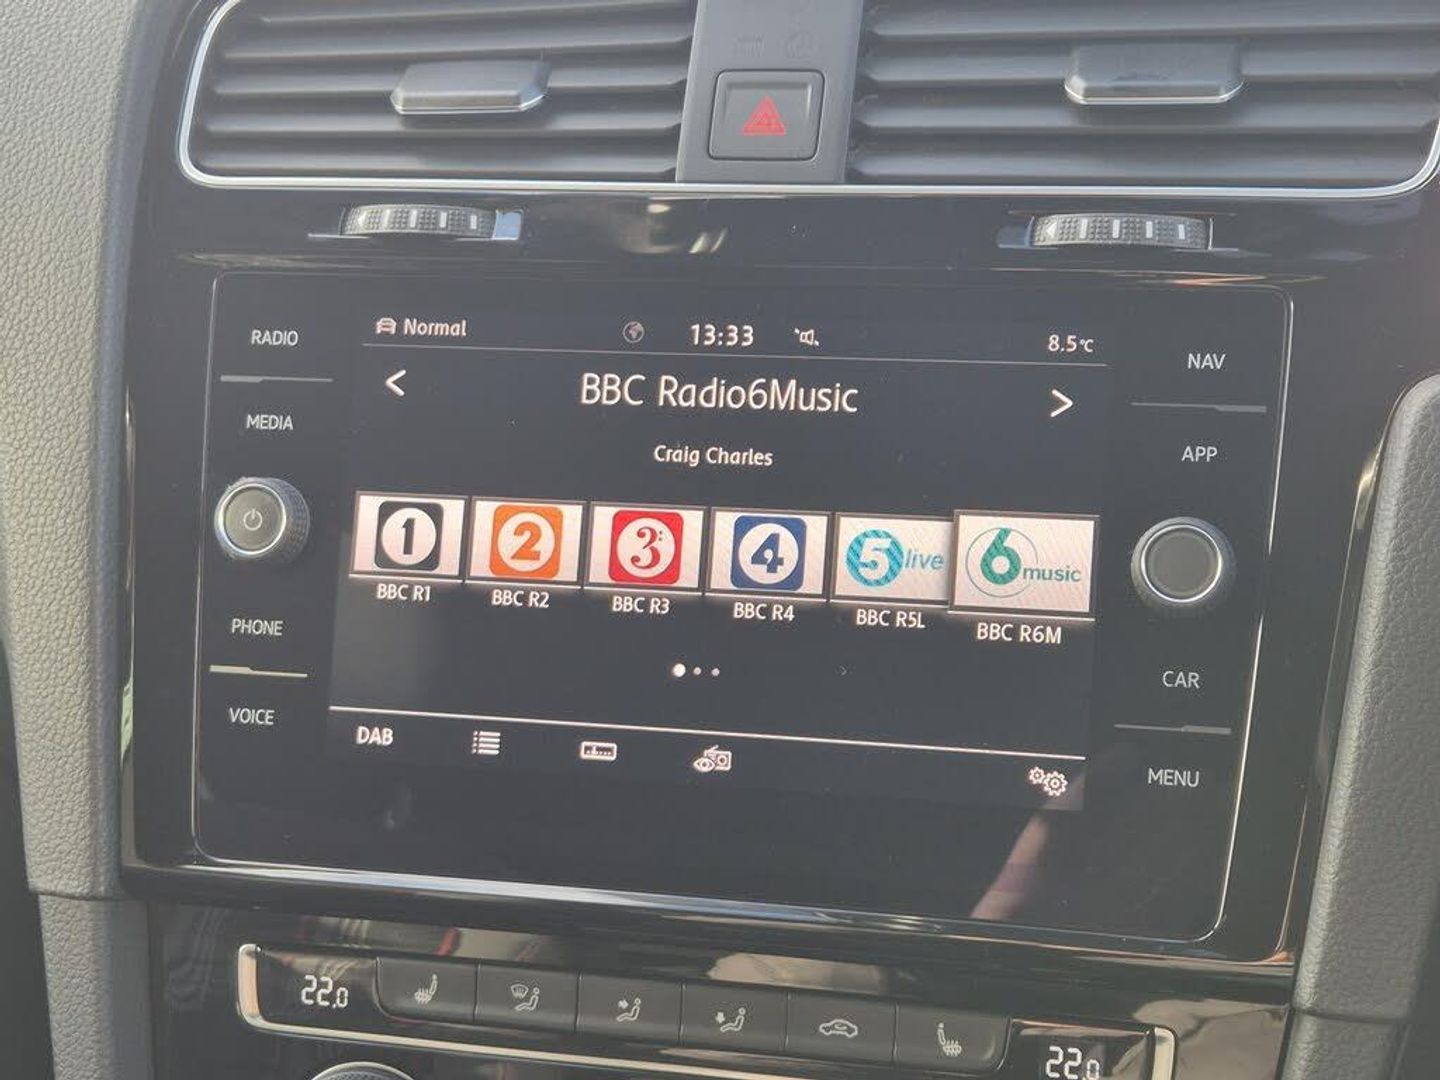 RADIO
MEDIA
PHONE
VOICE
Normal
13:33
8.5°C
< BBC Radio6Music >
Craig Charles
1
2
3
4
5 live
6 music
BBC R1
BBC R2
BBC R3
BBC R4
BBC R5L
BBC R6M
DAB
NAV
APP
CAR
MENU
22.0
22.0